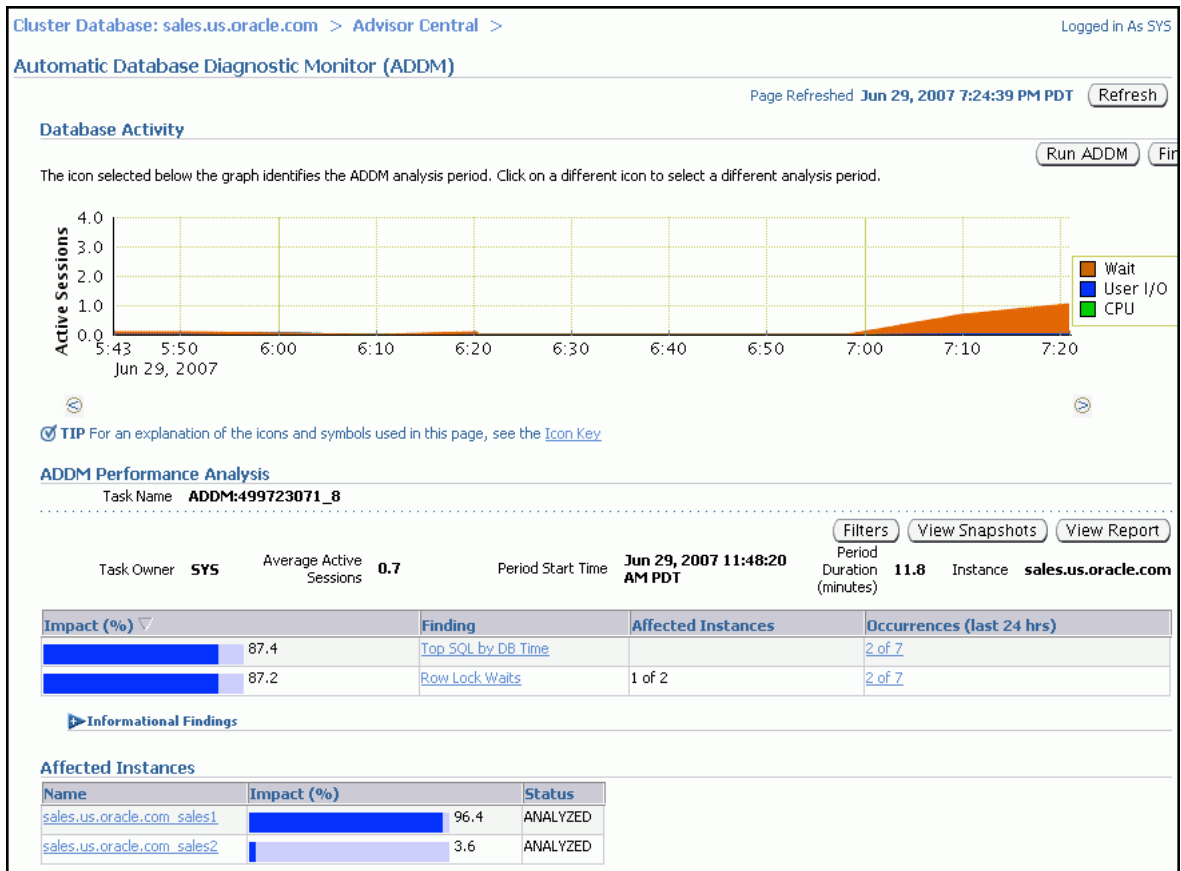 Cluster Database: sales.us.oracle.com > Advisor Central >
Logged in As SYS
Automatic Database Diagnostic Monitor (ADDM)
Page Refreshed Jun 29, 2007 7:24:39 PM PDT Refresh
Database Activity
Run ADDM Fir
The icon selected below the graph identifies the ADDM analysis period. Click on a different icon to select a different analysis period.
Active Sessions
4.0
3.0
2.0
1.0
0.0
5:43 5:50 6:00 6:10 6:20 6:30 6:40 6:50 7:00 7:10 7:20
Jun 29, 2007
Wait
User I/O
CPU
TIP For an explanation of the icons and symbols used in this page, see the Icon Key
ADDM Performance Analysis
Task Name ADDM:499723071_8
Filters View Snapshots View Report
Task Owner SYS
Average Active Sessions 0.7
Period Start Time Jun 29, 2007 11:48:20 AM PDT
Period Duration (minutes) 11.8
Instance sales.us.oracle.com
Impact (%) Finding Affected Instances Occurrences (last 24 hrs)
87.4 Top SQL by DB Time 2 of 7
87.2 Row Lock Waits 1 of 2 2 of 7
Informational Findings
Affected Instances
Name Impact (%) Status
sales.us.oracle.com_sales1 96.4 ANALYZED
sales.us.oracle.com_sales2 3.6 ANALYZED